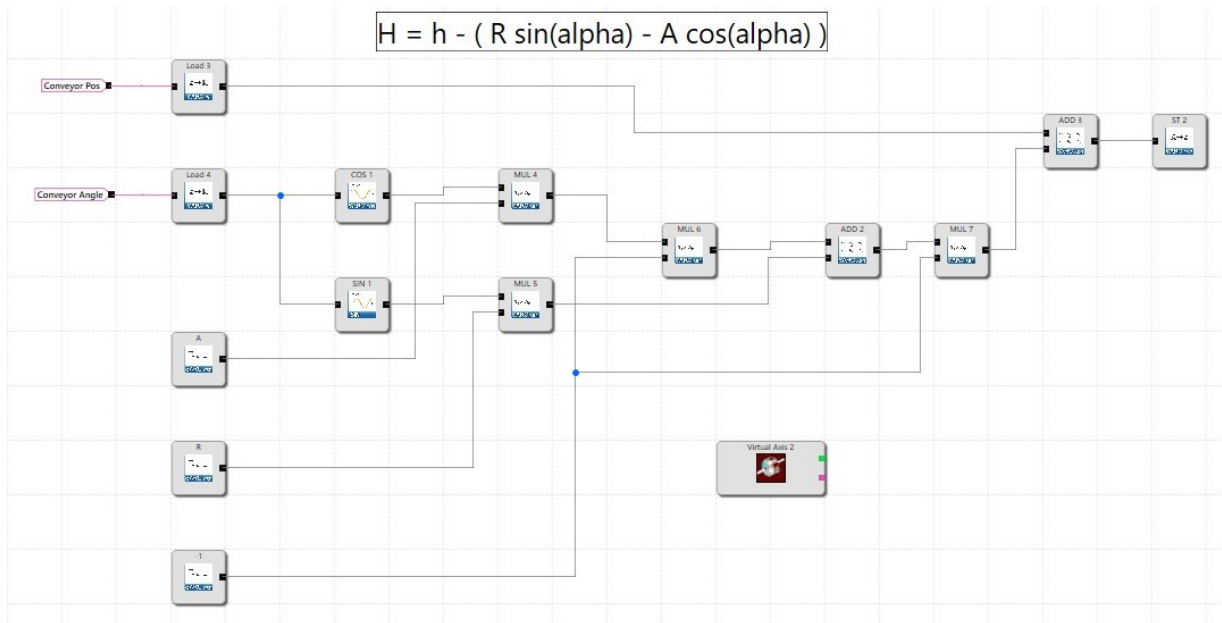 H = h - ( R sin(alpha) - A cos(alpha) )
Load 3
Conveyor Pos
ADD 3
ST 2
Load 4
COS 1
MUL 4
Conveyor Angle
MUL 6
ADD 2
MUL 7
SIN 1
MUL 5
A
R
Virtual Axis 2
-1